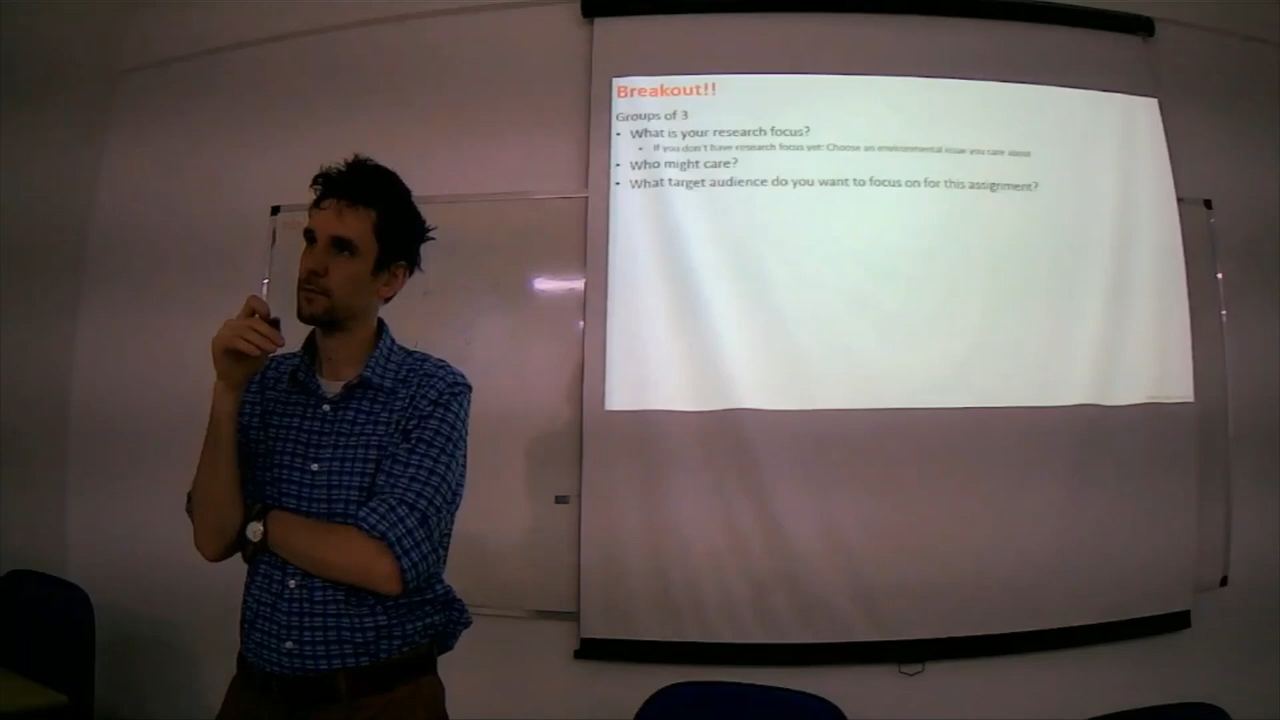 Breakout!!
Groups of 3
• What is your research focus?
• If you don't have research focus yet: Choose an environmental issue you care about
• Who might care?
• What target audience do you want to focus on for this assignment?